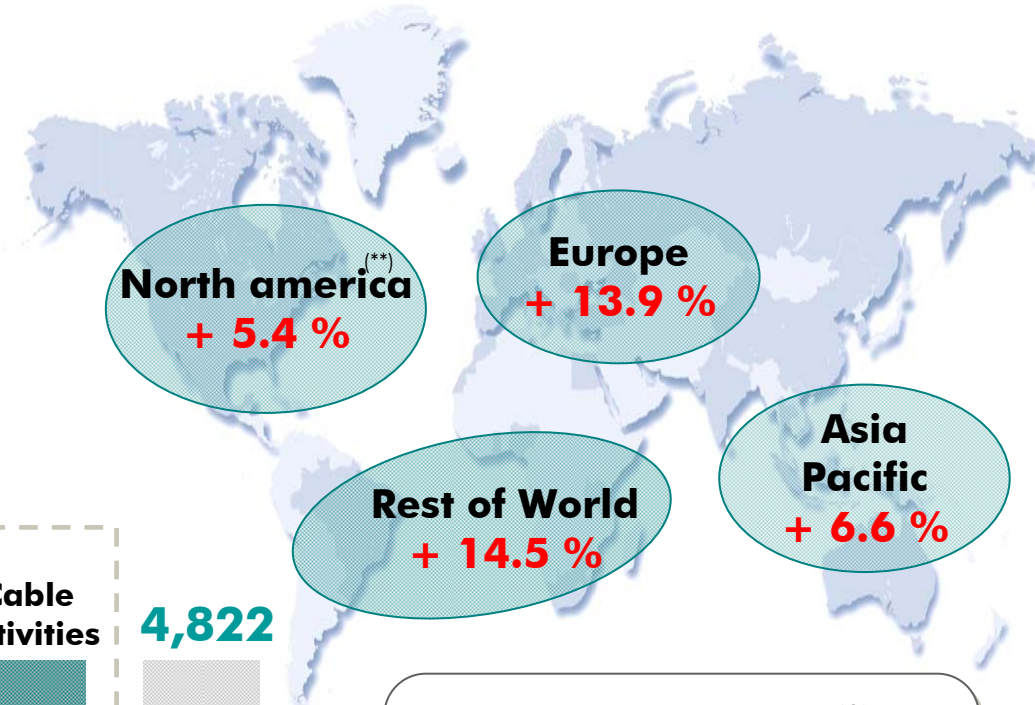 North america
(**)
+ 5.4 %
Europe
+ 13.9 %
Asia
Pacific
+ 6.6 %
Rest of World
+ 14.5 %
4,822